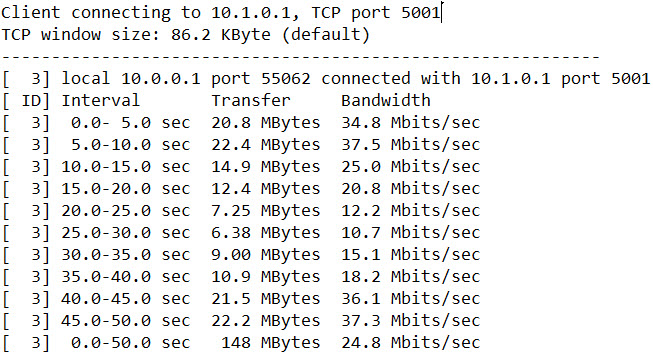 Client connecting to 10.1.0.1, TCP port 5001
TCP window size: 86.2 KByte (default)
------------------------------------------------------------
[  3] local 10.0.0.1 port 55062 connected with 10.1.0.1 port 5001
[ ID] Interval       Transfer     Bandwidth
[  3]  0.0- 5.0 sec  20.8 MBytes  34.8 Mbits/sec
[  3]  5.0-10.0 sec  22.4 MBytes  37.5 Mbits/sec
[  3] 10.0-15.0 sec  14.9 MBytes  25.0 Mbits/sec
[  3] 15.0-20.0 sec  12.4 MBytes  20.8 Mbits/sec
[  3] 20.0-25.0 sec  7.25 MBytes  12.2 Mbits/sec
[  3] 25.0-30.0 sec  6.38 MBytes  10.7 Mbits/sec
[  3] 30.0-35.0 sec  9.00 MBytes  15.1 Mbits/sec
[  3] 35.0-40.0 sec  10.9 MBytes  18.2 Mbits/sec
[  3] 40.0-45.0 sec  21.5 MBytes  36.1 Mbits/sec
[  3] 45.0-50.0 sec  22.2 MBytes  37.3 Mbits/sec
[  3]  0.0-50.0 sec   148 MBytes  24.8 Mbits/sec